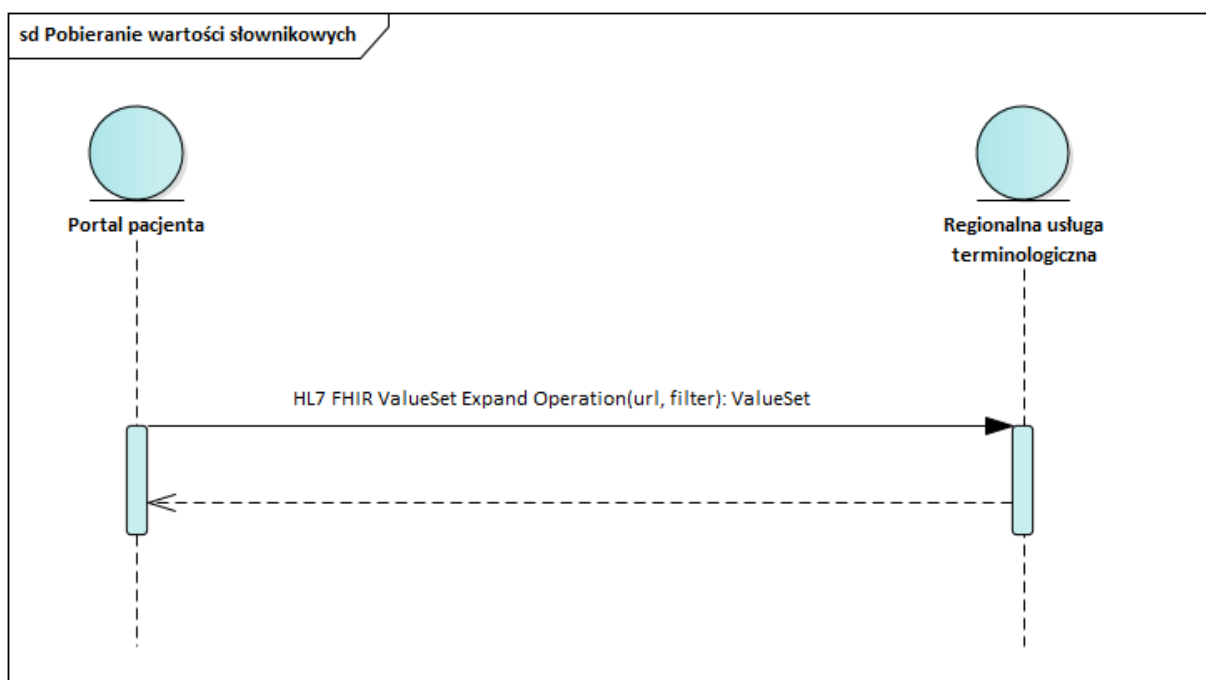 sd Pobieranie wartości słownikowych
Portal pacjenta
Regionalna usługa
terminologiczna
HL7 FHIR ValueSet Expand Operation(url, filter): ValueSet